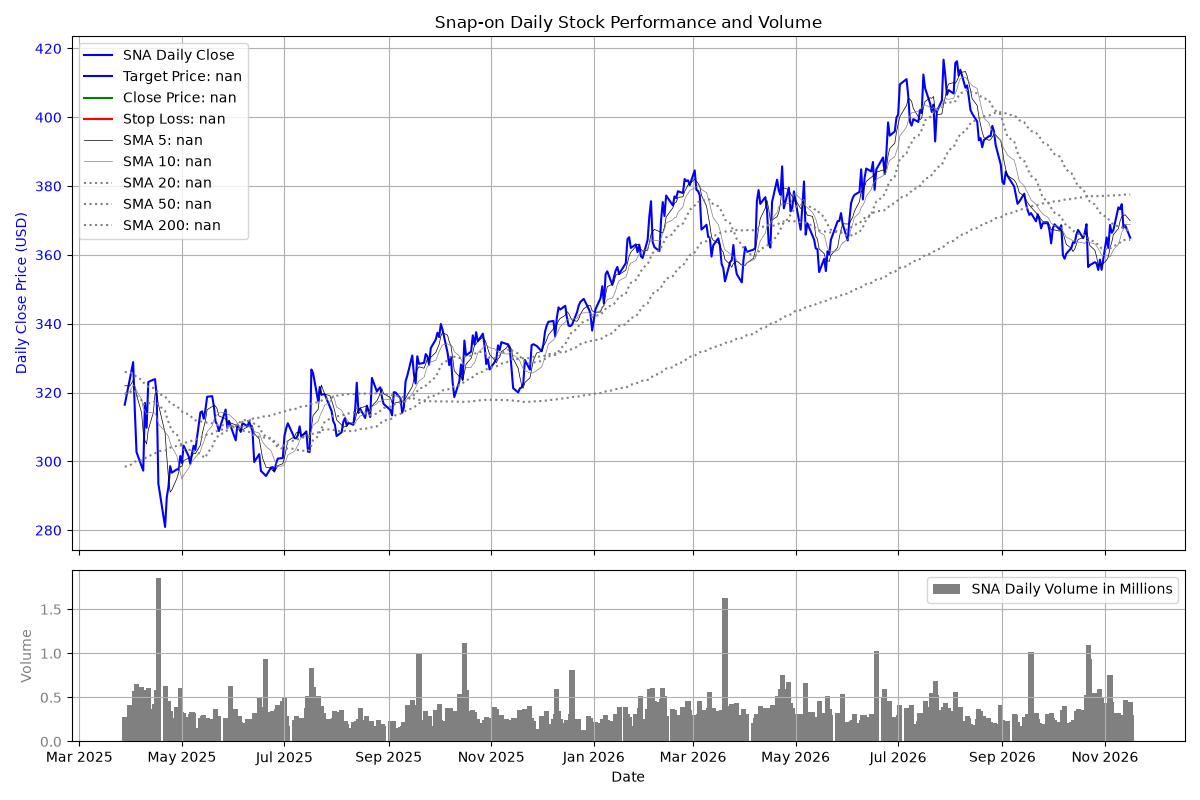 Snap-on Daily Stock Performance and Volume
Daily Close Price (USD)
420
400
380
360
340
320
300
280
SNA Daily Close
Target Price: nan
Close Price: nan
Stop Loss: nan
SMA 5: nan
SMA 10: nan
SMA 20: nan
SMA 50: nan
SMA 200: nan
Volume
1.5
1.0
0.5
0.0
SNA Daily Volume in Millions
Mar 2025 May 2025 Jul 2025 Sep 2025 Nov 2025 Jan 2026 Mar 2026 May 2026 Jul 2026 Sep 2026 Nov 2026
Date